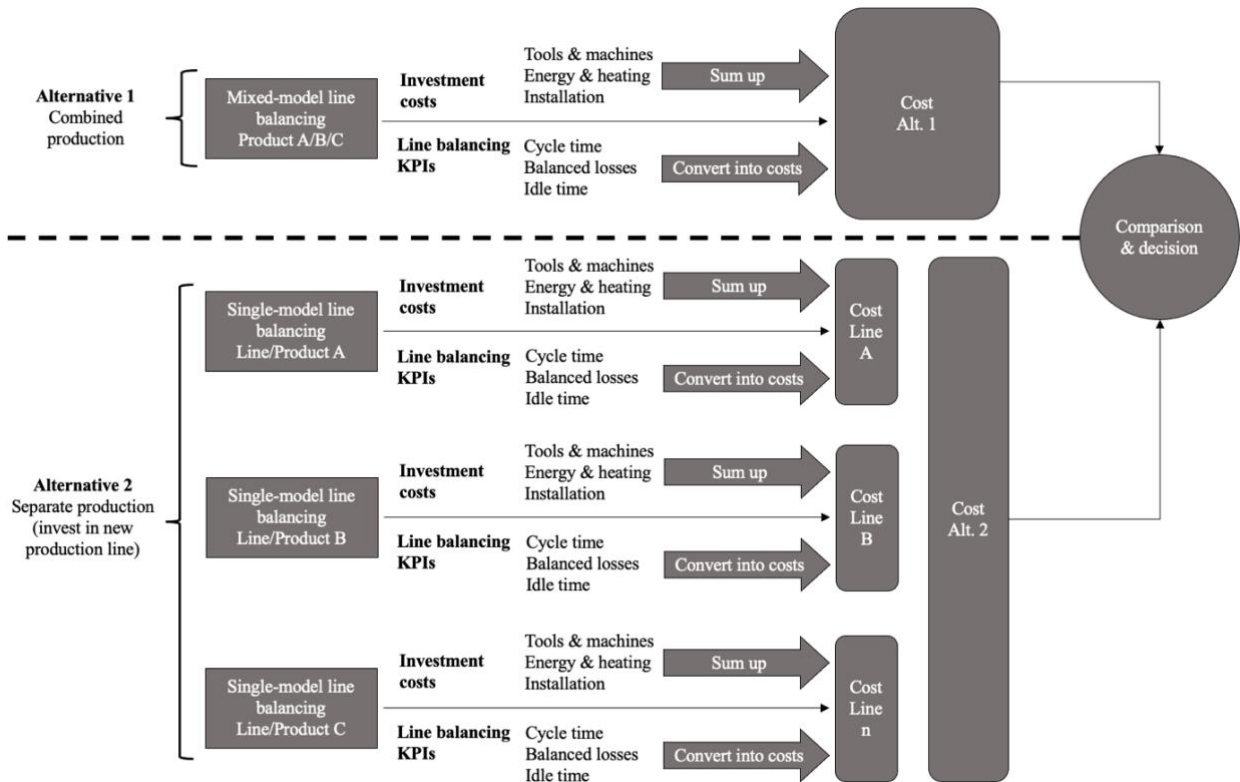 Alternative 1
Combined
production
Mixed-model line
balancing
Product A/B/C
Investment
costs
Tools & machines
Energy & heating
Installation
Sum up
Line balancing
KPIs
Cycle time
Balanced losses
Idle time
Convert into costs
Cost
Alt. 1
Comparison
& decision
Alternative 2
Separate production
(invest in new
production line)
Single-model line
balancing
Line/Product A
Investment
costs
Tools & machines
Energy & heating
Installation
Sum up
Line balancing
KPIs
Cycle time
Balanced losses
Idle time
Convert into costs
Cost
Line
A
Single-model line
balancing
Line/Product B
Investment
costs
Tools & machines
Energy & heating
Installation
Sum up
Line balancing
KPIs
Cycle time
Balanced losses
Idle time
Convert into costs
Cost
Line
B
Single-model line
balancing
Line/Product C
Investment
costs
Tools & machines
Energy & heating
Installation
Sum up
Line balancing
KPIs
Cycle time
Balanced losses
Idle time
Convert into costs
Cost
Line
n
Cost
Alt. 2